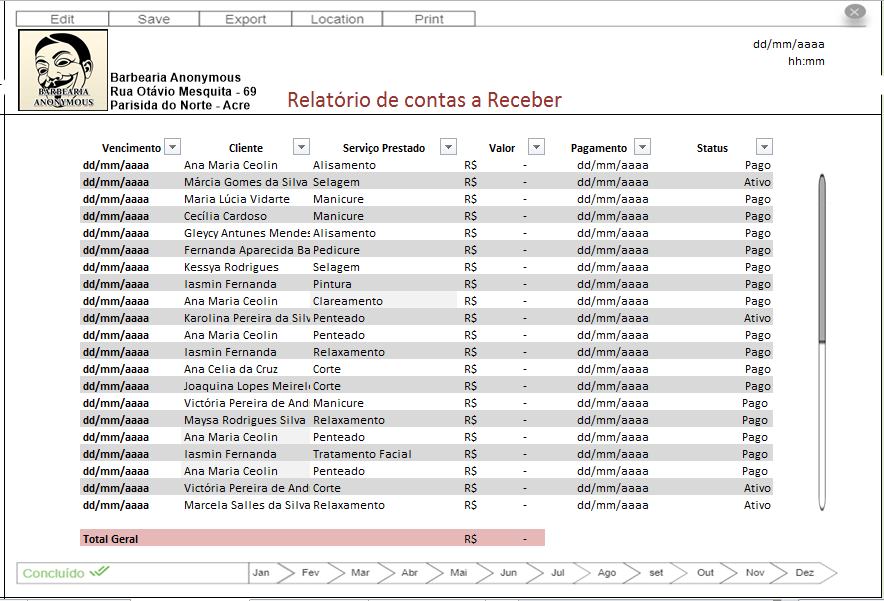 Edit Save Export Location Print
dd/mm/aaaa
hh:mm
BARBEARIA
ANONYMOUS
Barbearia Anonymous
Rua Otávio Mesquita - 69
Parisida do Norte - Acre
Relatório de contas a Receber
Vencimento Cliente Serviço Prestado Valor Pagamento Status
dd/mm/aaaa Ana Maria Ceolin Alisamento R$ - dd/mm/aaaa Pago
dd/mm/aaaa Márcia Gomes da Silva Selagem R$ - dd/mm/aaaa Ativo
dd/mm/aaaa Maria Lúcia Vidarte Manicure R$ - dd/mm/aaaa Pago
dd/mm/aaaa Cecília Cardoso Manicure R$ - dd/mm/aaaa Pago
dd/mm/aaaa Gleycy Antunes Mendes Alisamento R$ - dd/mm/aaaa Pago
dd/mm/aaaa Fernanda Aparecida Ba Pedicure R$ - dd/mm/aaaa Pago
dd/mm/aaaa Kessya Rodrigues Selagem R$ - dd/mm/aaaa Pago
dd/mm/aaaa Iasmin Fernanda Pintura R$ - dd/mm/aaaa Pago
dd/mm/aaaa Ana Maria Ceolin Clareamento R$ - dd/mm/aaaa Pago
dd/mm/aaaa Karolina Pereira da Silv Penteado R$ - dd/mm/aaaa Ativo
dd/mm/aaaa Ana Maria Ceolin Penteado R$ - dd/mm/aaaa Pago
dd/mm/aaaa Iasmin Fernanda Relaxamento R$ - dd/mm/aaaa Pago
dd/mm/aaaa Ana Celia da Cruz Corte R$ - dd/mm/aaaa Pago
dd/mm/aaaa Joaquina Lopes Meirel Corte R$ - dd/mm/aaaa Pago
dd/mm/aaaa Victória Pereira de And Manicure R$ - dd/mm/aaaa Pago
dd/mm/aaaa Maysa Rodrigues Silva Relaxamento R$ - dd/mm/aaaa Pago
dd/mm/aaaa Ana Maria Ceolin Penteado R$ - dd/mm/aaaa Pago
dd/mm/aaaa Iasmin Fernanda Tratamento Facial R$ - dd/mm/aaaa Pago
dd/mm/aaaa Ana Maria Ceolin Penteado R$ - dd/mm/aaaa Pago
dd/mm/aaaa Victória Pereira de And Corte R$ - dd/mm/aaaa Ativo
dd/mm/aaaa Marcela Salles da Silva Relaxamento R$ - dd/mm/aaaa Ativo
Total Geral R$ -
Concluído Jan Fev Mar Abr Mai Jun Jul Ago set Out Nov Dez